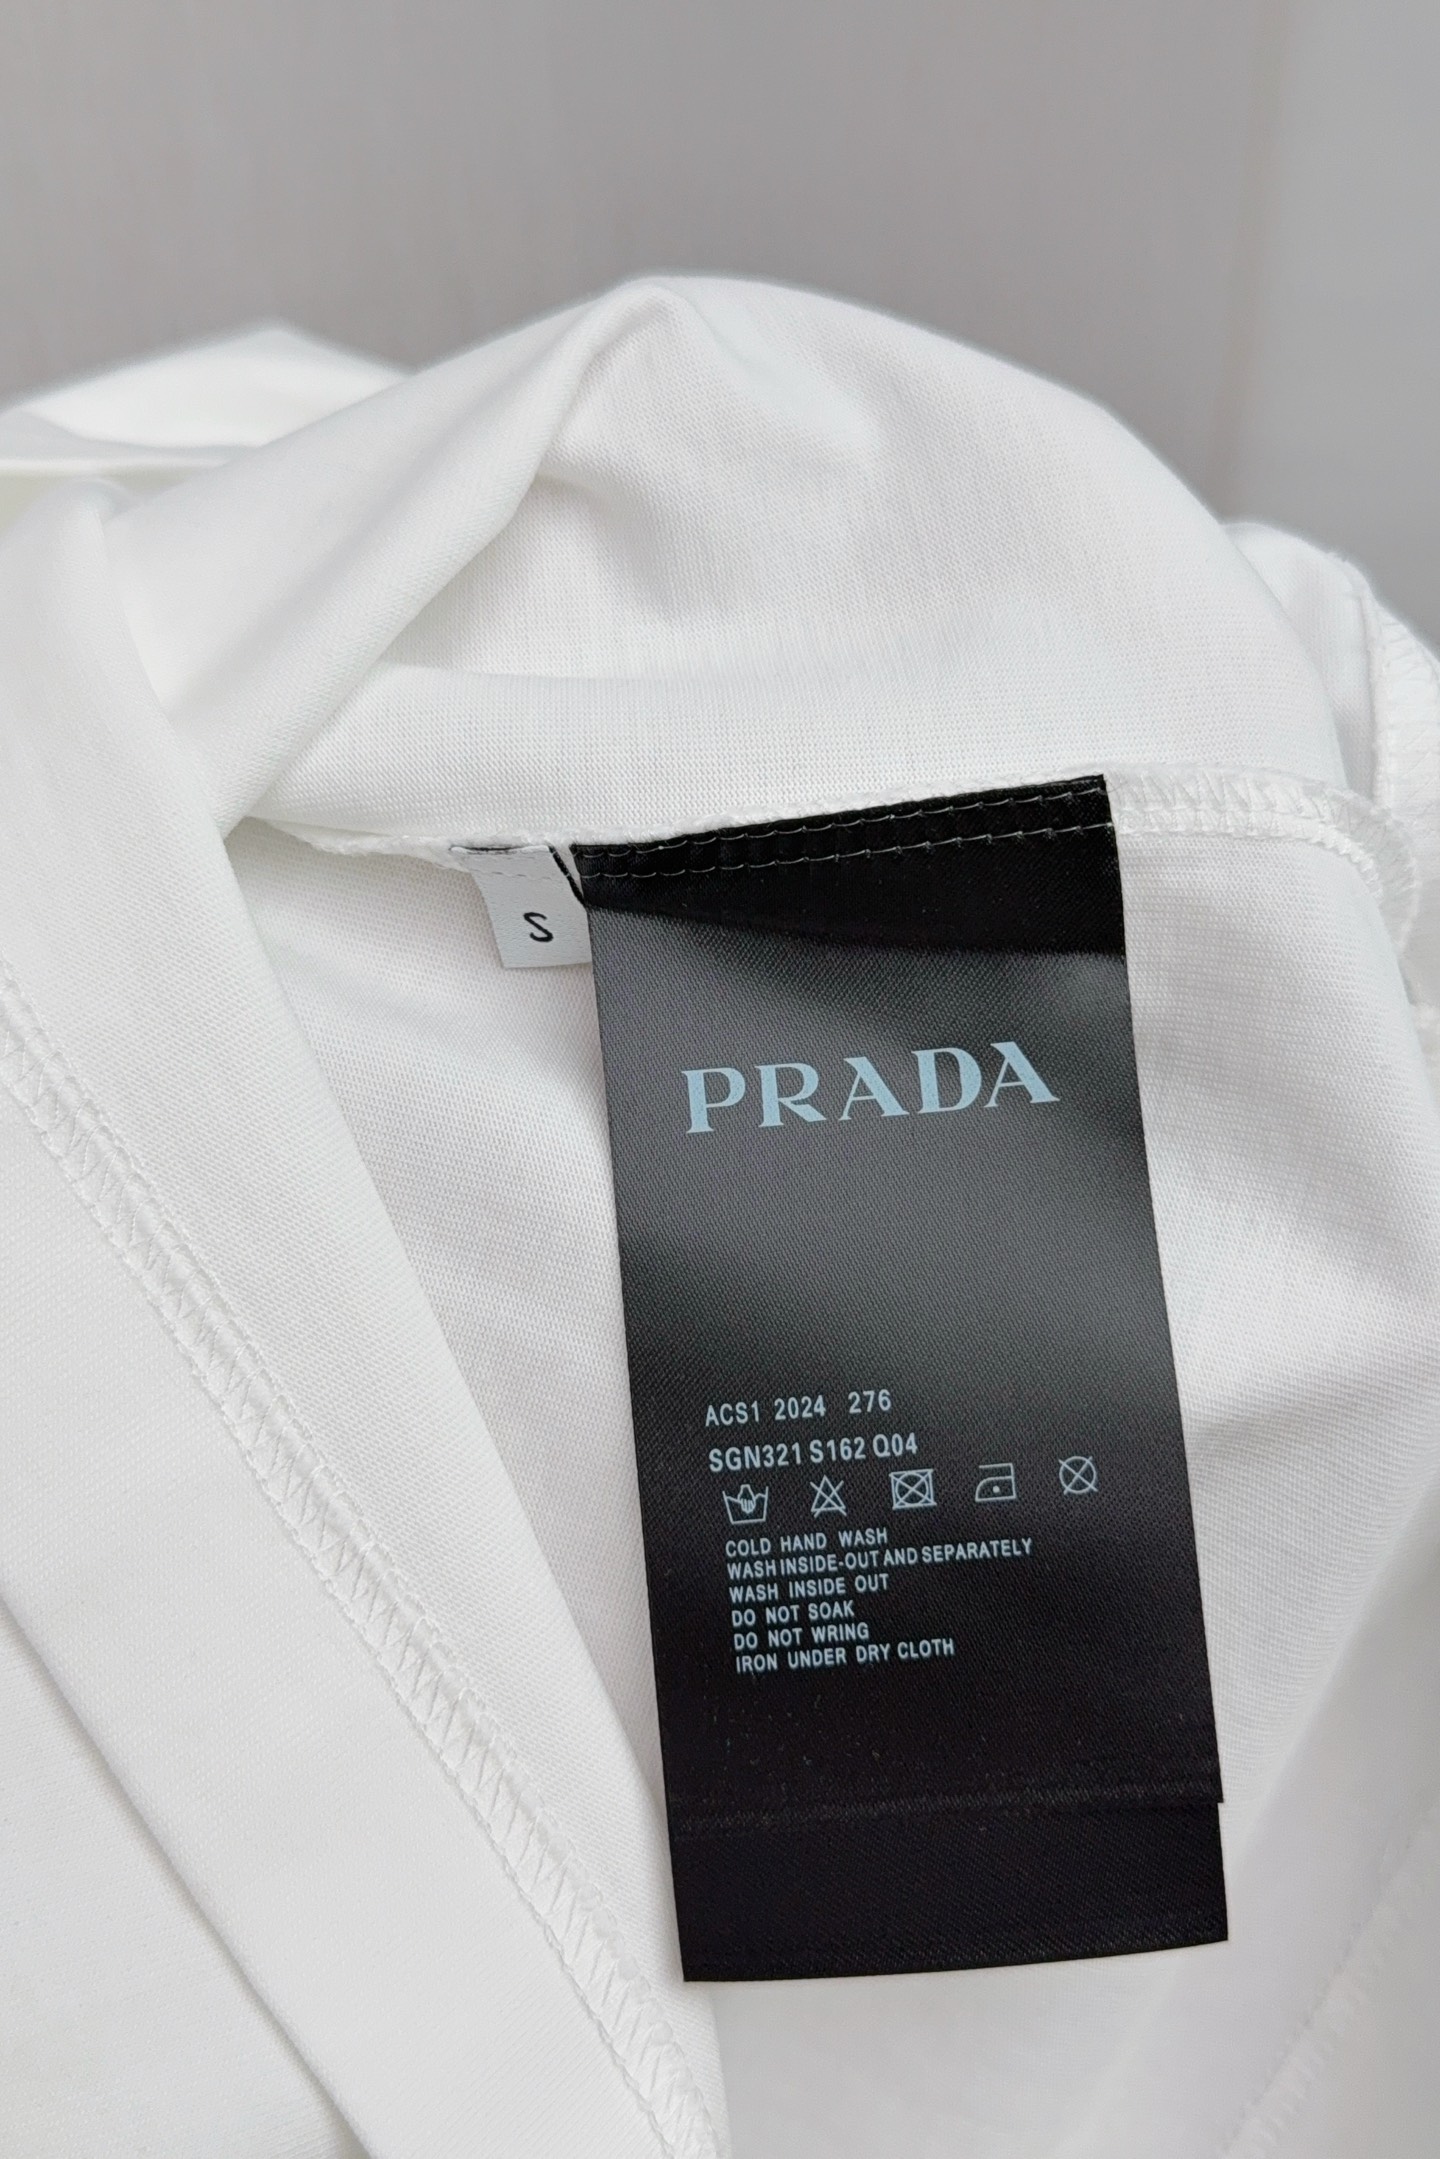 S
PRADA
ACS1 2024 276
SGN321 S162 Q04
COLD HAND WASH
WASH INSIDE-OUT AND SEPARATELY
WASH INSIDE OUT
DO NOT SOAK
DO NOT WRING
IRON UNDER DRY CLOTH